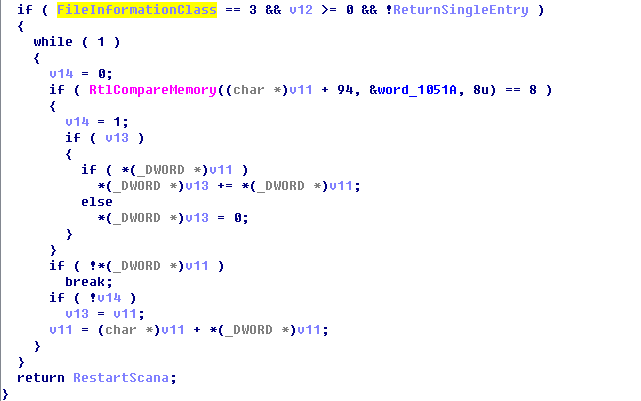 if ( FileInformationClass == 3 && v12 >= 0 && !ReturnSingleEntry )
{
while ( 1 )
{
v14 = 0;
if ( RtlCompareMemory((char *)v11 + 94, &word_1051A, 8u) == 8 )
{
v14 = 1;
if ( v13 )
{
if ( *(_DWORD *)v11 )
*(_DWORD *)v13 += *(_DWORD *)v11;
else
*(_DWORD *)v13 = 0;
}
}
if ( !*(_DWORD *)v11 )
break;
if ( !v14 )
v13 = v11;
v11 = (char *)v11 + *(_DWORD *)v11;
}
}
return RestartScana;
}